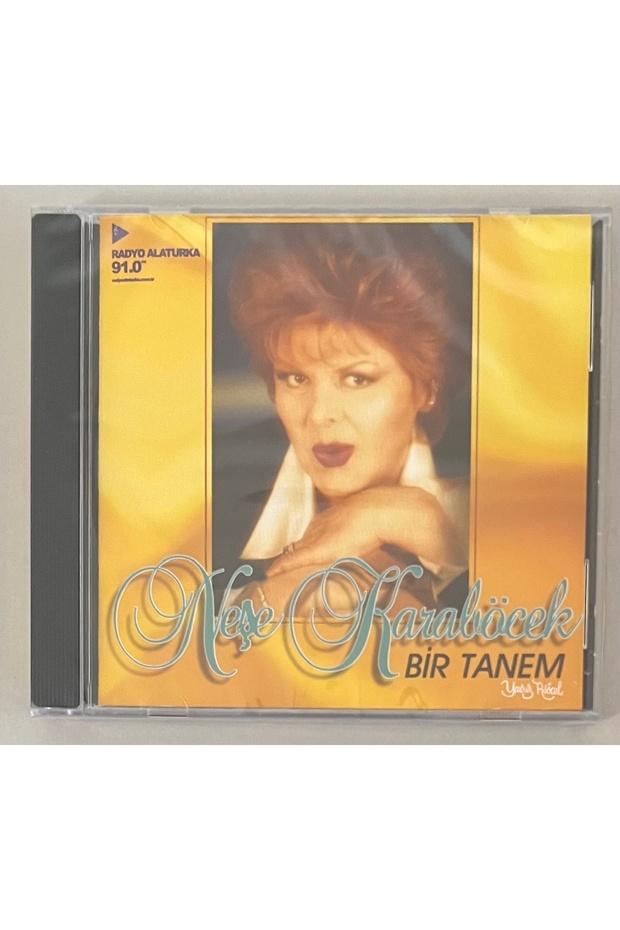 RADYO ALATURKA
91.0
Neşe Karaböcek
BİR TANEM